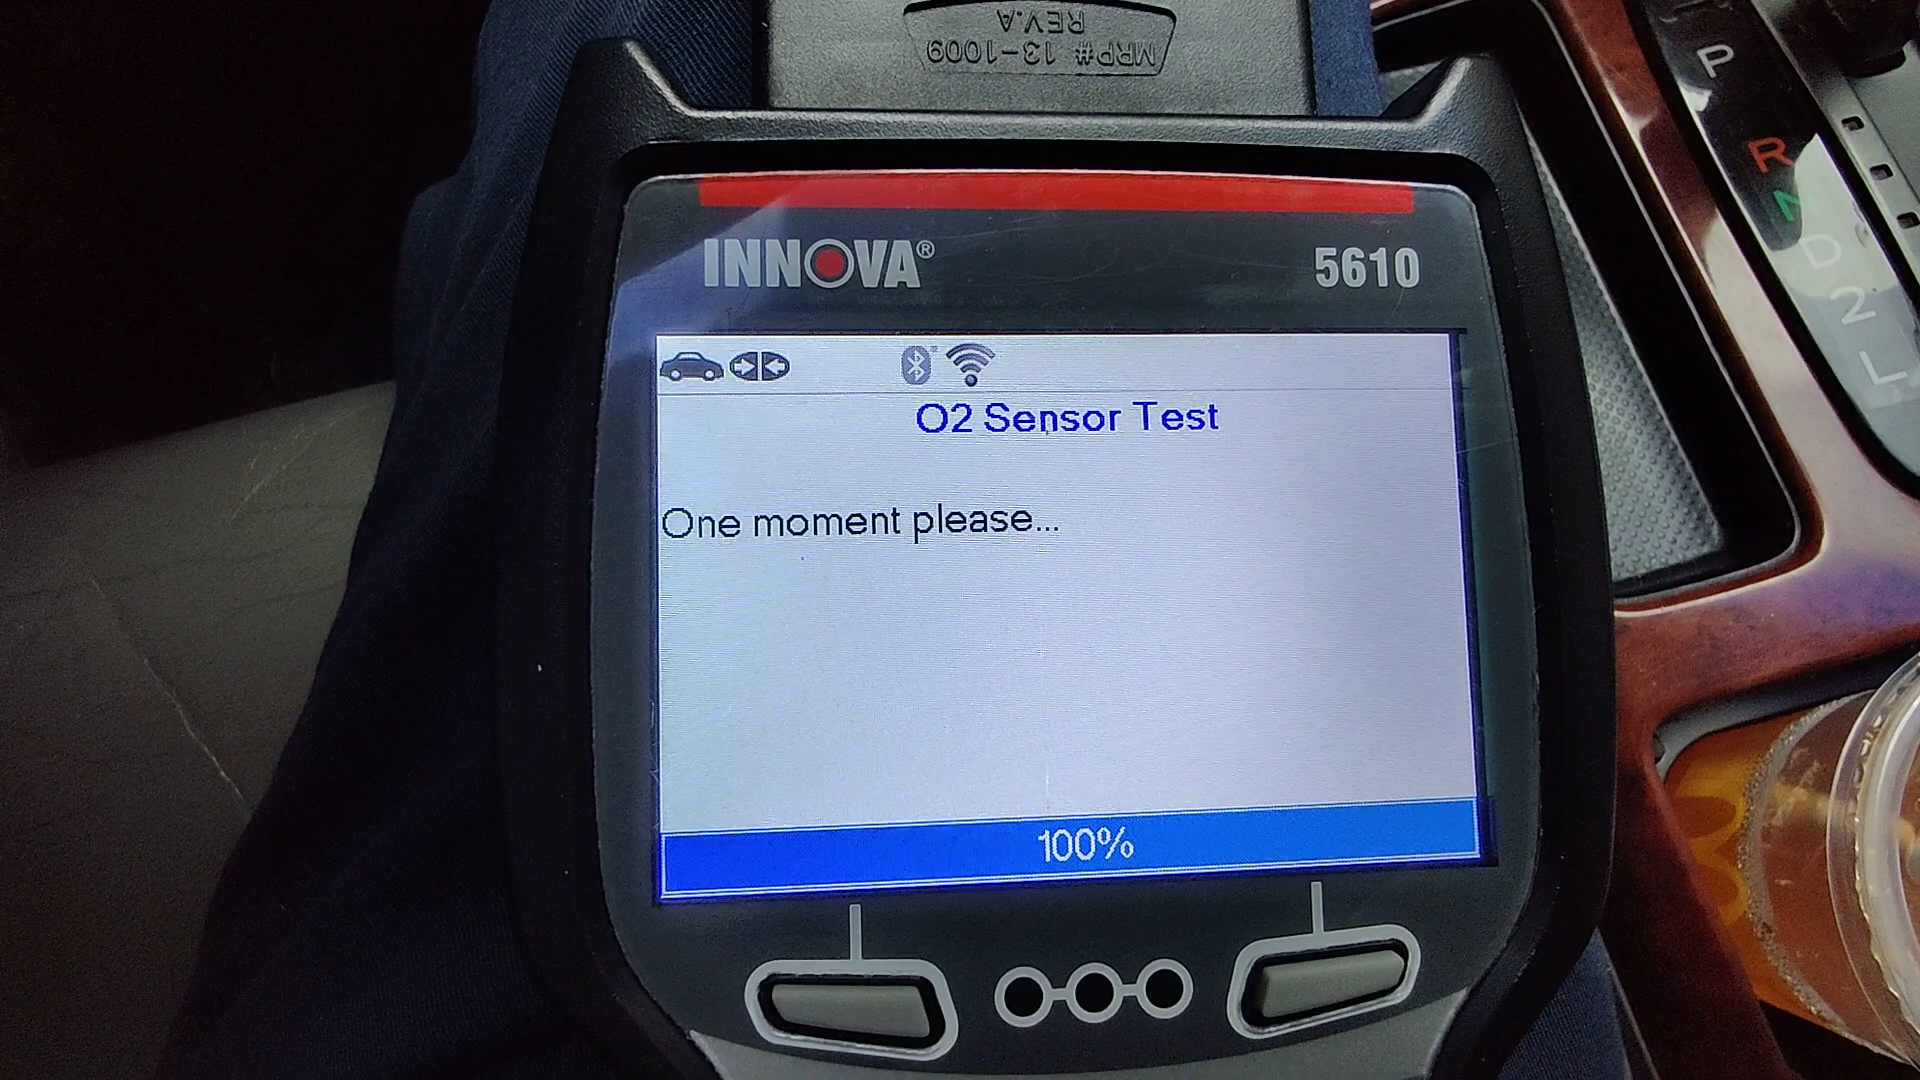 MRP# 13-1009
REV.A
INNOVA®
5610
O2 Sensor Test
One moment please...
100%
P
R
N
D
2
L